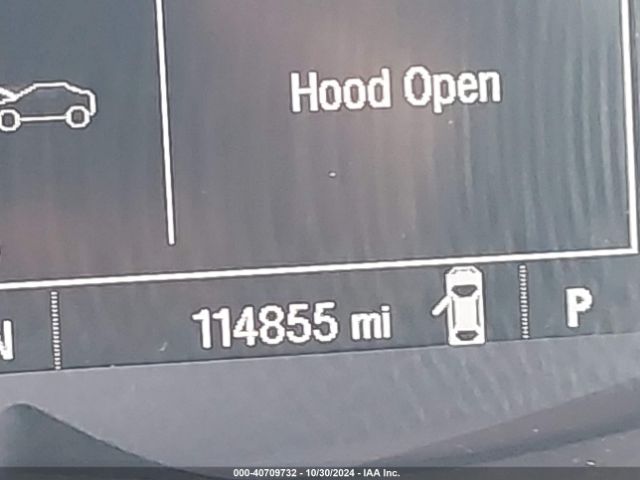 Hood Open
N
114855 mi
P
000-40709732 - 10/30/2024 - IAA Inc.